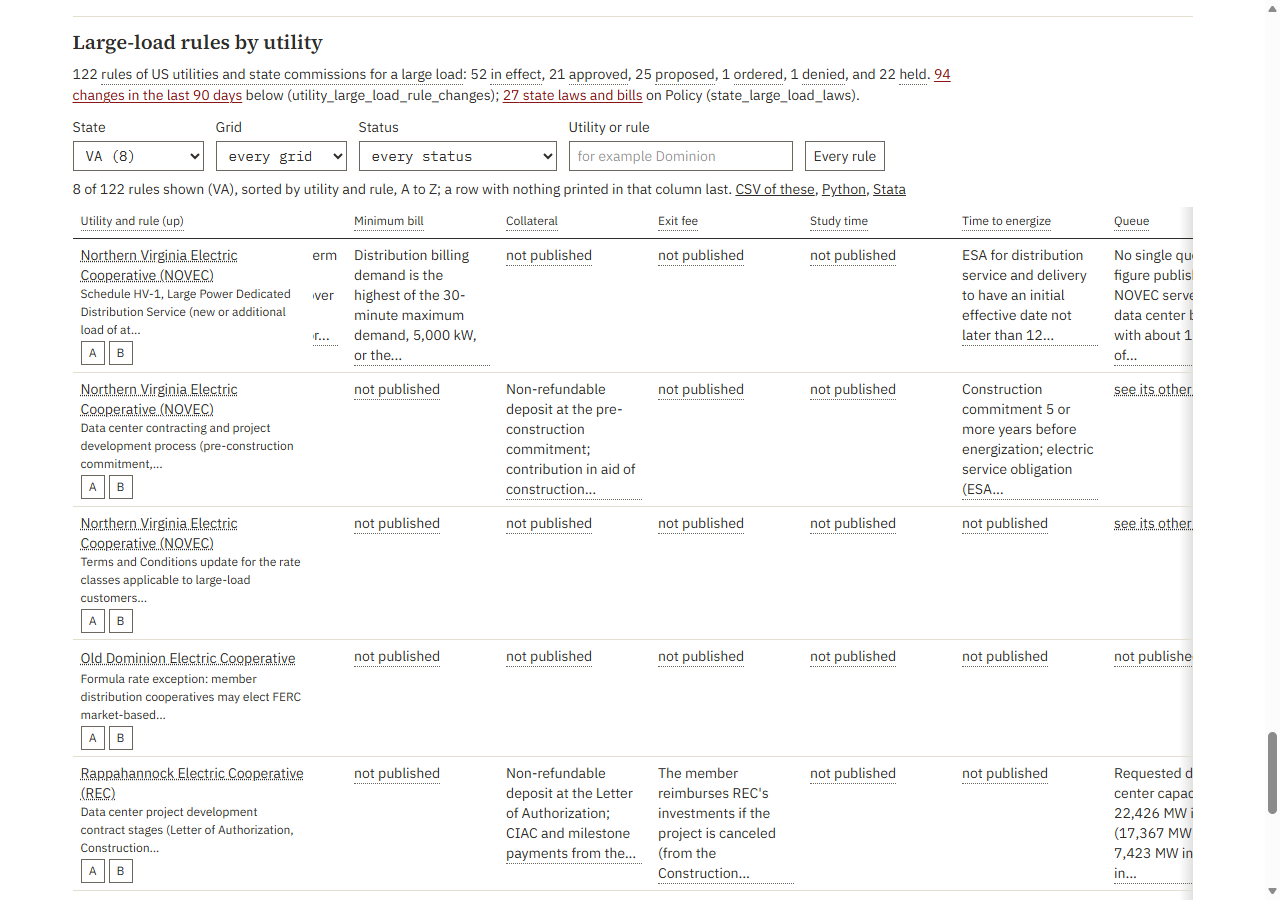 Large-load rules by utility
122 rules of US utilities and state commissions for a large load: 52 in effect, 21 approved, 25 proposed, 1 ordered, 1 denied, and 22 held. 94
changes in the last 90 days below (utility_large_load_rule_changes); 27 state laws and bills on Policy (state_large_load_laws).
State Grid Status Utility or rule
VA (8) every grid every status for example Dominion Every rule
8 of 122 rules shown (VA), sorted by utility and rule, A to Z; a row with nothing printed in that column last. CSV of these, Python, Stata
Utility and rule (up) Minimum bill Collateral Exit fee Study time Time to energize Queue
Northern Virginia Electric
Cooperative (NOVEC)
Schedule HV-1, Large Power Dedicated
Distribution Service (new or additional
load of at...
A B
erm
ver
r...
Distribution billing
demand is the
highest of the 30-
minute maximum
demand, 5,000 kW,
or the...
not published
not published
not published
ESA for distribution
service and delivery
to have an initial
effective date not
later than 12...
No single qu
figure publis
NOVEC serve
data center b
with about 1
of...
Northern Virginia Electric
Cooperative (NOVEC)
Data center contracting and project
development process (pre-construction
commitment,...
A B
not published
Non-refundable
deposit at the pre-
construction
commitment;
contribution in aid of
construction...
not published
not published
Construction
commitment 5 or
more years before
energization; electric
service obligation
(ESA...
see its other
Northern Virginia Electric
Cooperative (NOVEC)
Terms and Conditions update for the rate
classes applicable to large-load
customers...
A B
not published
not published
not published
not published
not published
see its other
Old Dominion Electric Cooperative
Formula rate exception: member
distribution cooperatives may elect FERC
market-based...
A B
not published
not published
not published
not published
not published
not publishe
Rappahannock Electric Cooperative
(REC)
Data center project development
contract stages (Letter of Authorization,
Construction...
A B
not published
Non-refundable
deposit at the Letter
of Authorization;
CIAC and milestone
payments from the...
The member
reimburses REC's
investments if the
project is canceled
(from the
Construction...
not published
not published
Requested d
center capac
22,426 MW i
(17,367 MW
7,423 MW in
in...